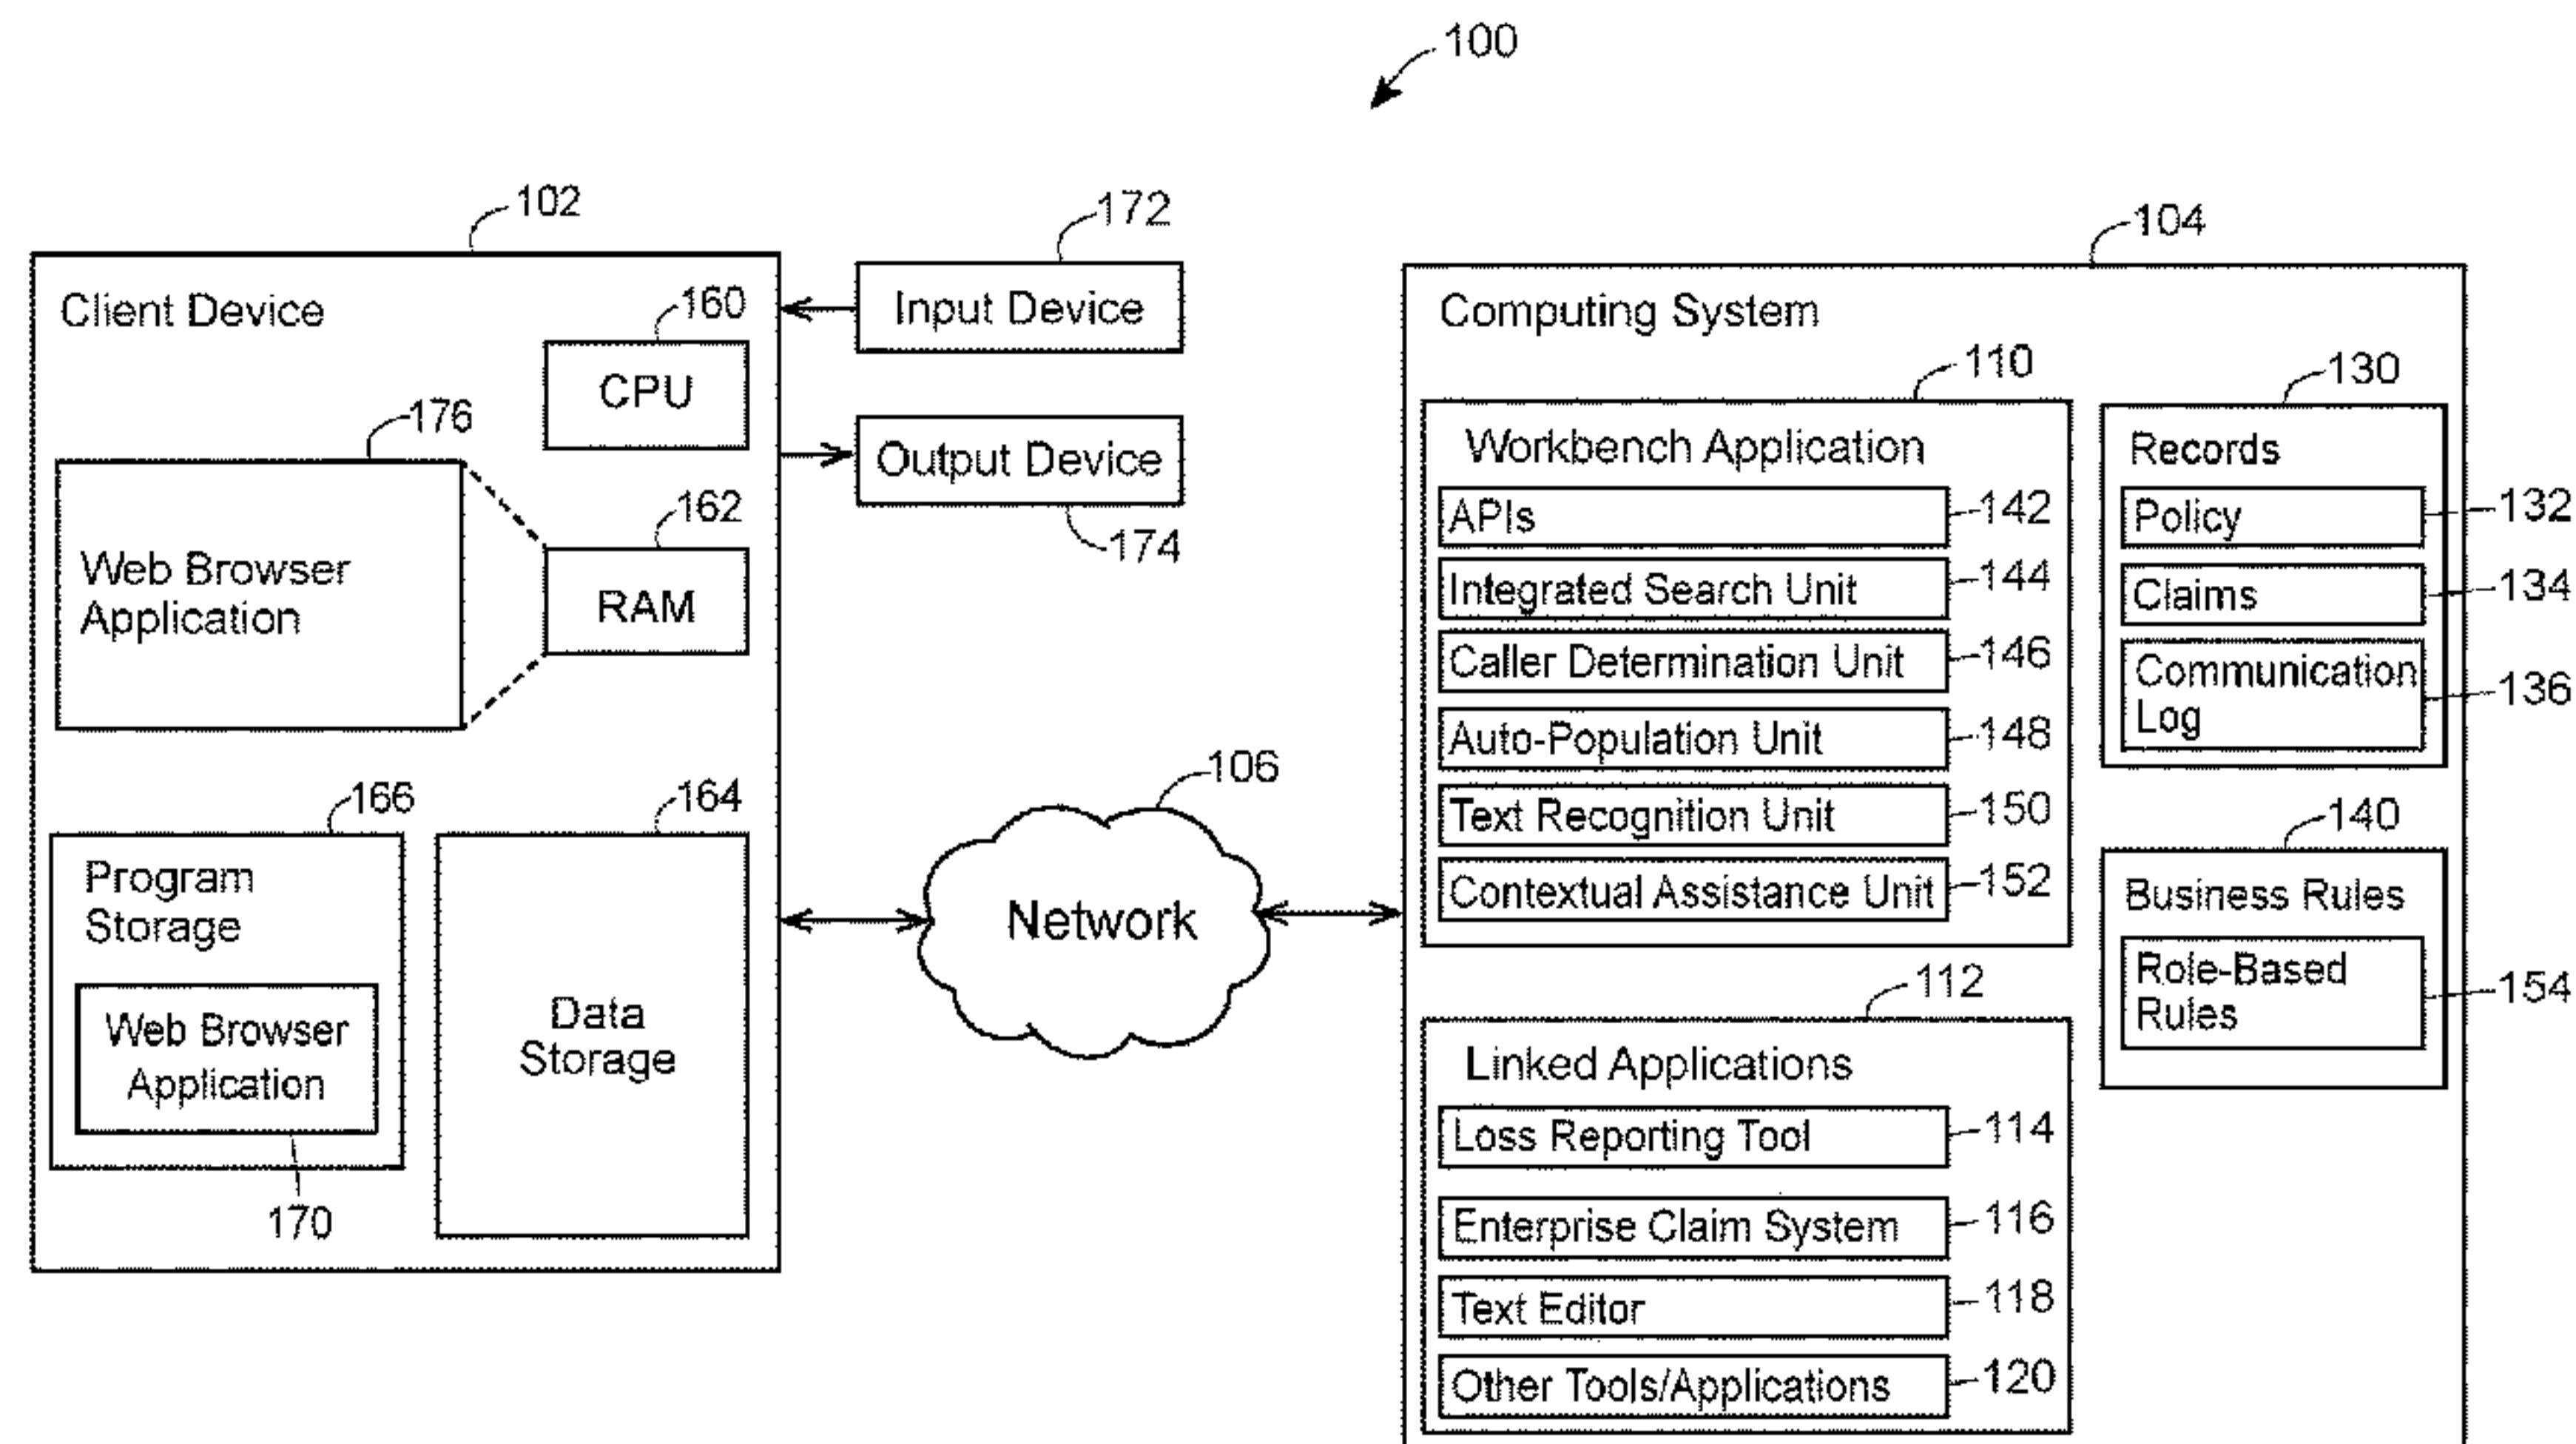 100
102
Client Device
160
CPU
176
Web Browser
Application
162
RAM
166
Program
Storage
Web Browser
Application
170
164
Data
Storage
172
Input Device
Output Device
174
106
Network
104
Computing System
110
Workbench Application
APIs
142
Integrated Search Unit
144
Caller Determination Unit
146
Auto-Population Unit
148
Text Recognition Unit
150
Contextual Assistance Unit
152
112
Linked Applications
Loss Reporting Tool
114
Enterprise Claim System
116
Text Editor
118
Other Tools/Applications
120
130
Records
Policy
132
Claims
134
Communication
Log
136
140
Business Rules
Role-Based
Rules
154